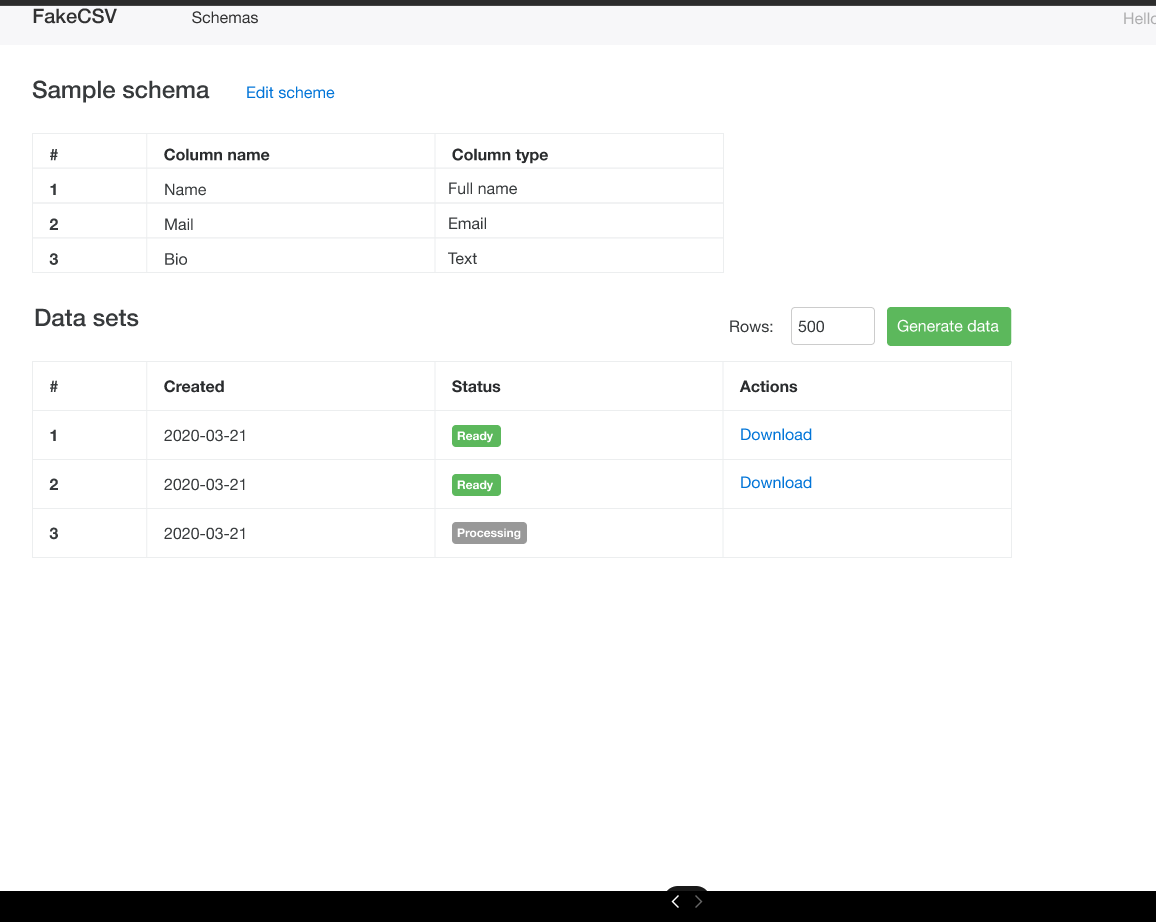 FakeCSV Schemas
Sample schema Edit scheme
# Column name Column type
1 Name Full name
2 Mail Email
3 Bio Text
Data sets Rows: 500 Generate data
# Created Status Actions
1 2020-03-21 Ready Download
2 2020-03-21 Ready Download
3 2020-03-21 Processing